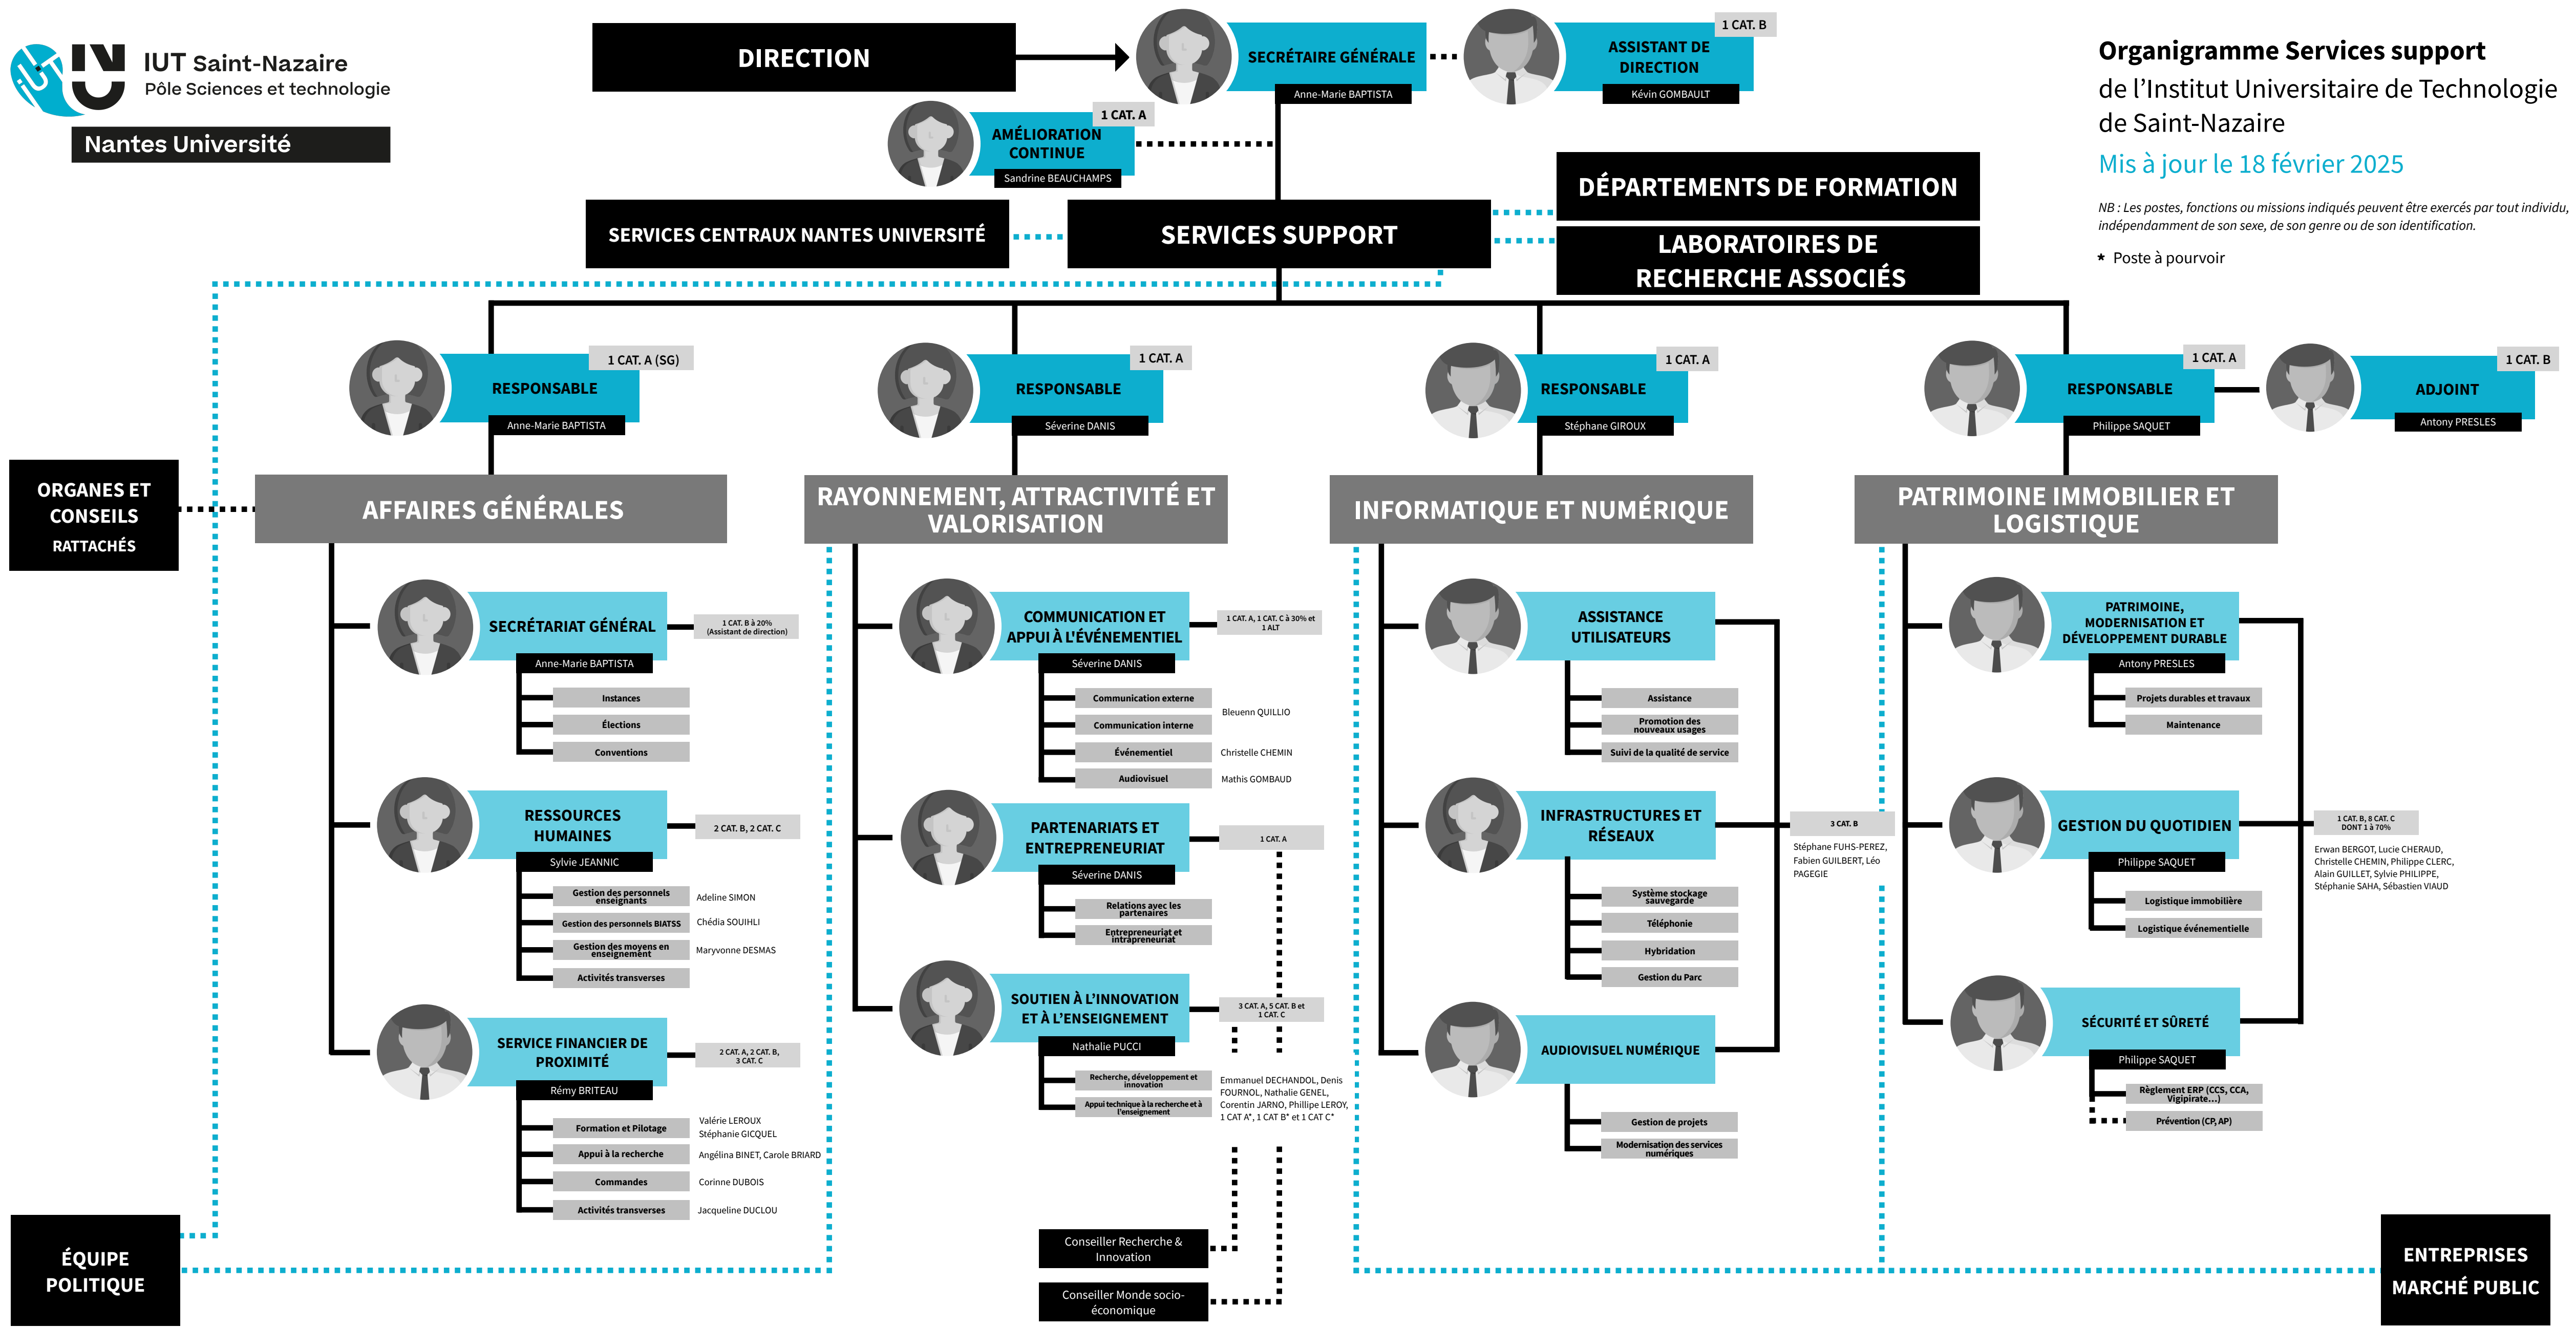 IUT
NU
IUT Saint-Nazaire
Pôle Sciences et technologie
Nantes Université
DIRECTION
SECRÉTAIRE GÉNÉRALE
Anne-Marie BAPTISTA
1 CAT. B
ASSISTANT DE
DIRECTION
Kévin GOMBAULT
1 CAT. A
AMÉLIORATION
CONTINUE
Sandrine BEAUCHAMPS
Organigramme Services support
de l'Institut Universitaire de Technologie
de Saint-Nazaire
Mis à jour le 18 février 2025
NB : Les postes, fonctions ou missions indiqués peuvent être exercés par tout individu,
indépendamment de son sexe, de son genre ou de son identification.
* Poste à pourvoir
SERVICES CENTRAUX NANTES UNIVERSITÉ
SERVICES SUPPORT
DÉPARTEMENTS DE FORMATION
LABORATOIRES DE
RECHERCHE ASSOCIÉS
1 CAT. A (SG)
RESPONSABLE
Anne-Marie BAPTISTA
1 CAT. A
RESPONSABLE
Séverine DANIS
1 CAT. A
RESPONSABLE
Stéphane GIROUX
1 CAT. A
RESPONSABLE
Philippe SAQUET
1 CAT. B
ADJOINT
Antony PRESLES
ORGANES ET
CONSEILS
RATTACHÉS
AFFAIRES GÉNÉRALES
SECRÉTARIAT GÉNÉRAL
1 CAT. B à 20%
(Assistant de direction)
Anne-Marie BAPTISTA
Instances
Élections
Conventions
RESSOURCES
HUMAINES
2 CAT. B, 2 CAT. C
Sylvie JEANNIC
Gestion des personnels
enseignants
Adeline SIMON
Gestion des personnels BIATSS
Chédia SOUIHLI
Gestion des moyens en
enseignement
Maryvonne DESMAS
Activités transverses
SERVICE FINANCIER DE
PROXIMITÉ
2 CAT. A, 2 CAT. B,
3 CAT. C
Rémy BRITEAU
Formation et Pilotage
Valérie LEROUX
Stéphanie GICQUEL
Appui à la recherche
Angélina BINET, Carole BRIARD
Commandes
Corinne DUBOIS
Activités transverses
Jacqueline DUCLOU
RAYONNEMENT, ATTRACTIVITÉ ET
VALORISATION
COMMUNICATION ET
APPUI À L'ÉVÉNEMENTIEL
1 CAT. A, 1 CAT. C à 30% et
1 ALT
Séverine DANIS
Communication externe
Communication interne
Bleuenn QUILLIO
Événementiel
Christelle CHEMIN
Audiovisuel
Mathis GOMBAUD
PARTENARIATS ET
ENTREPRENEURIAT
1 CAT. A
Séverine DANIS
Relations avec les
partenaires
Entrepreneuriat et
intrapreneuriat
SOUTIEN À L'INNOVATION
ET À L'ENSEIGNEMENT
3 CAT. A, 5 CAT. B et
1 CAT. C
Nathalie PUCCI
Recherche, développement et
innovation
Appui technique à la recherche et à
l'enseignement
Emmanuel DECHANDOL, Denis
FOURNOL, Nathalie GENEL,
Corentin JARNO, Phillipe LEROY,
1 CAT A*, 1 CAT B* et 1 CAT C*
Conseiller Recherche &
Innovation
Conseiller Monde socio-
économique
INFORMATIQUE ET NUMÉRIQUE
ASSISTANCE
UTILISATEURS
Assistance
Promotion des
nouveaux usages
Suivi de la qualité de service
INFRASTRUCTURES ET
RÉSEAUX
3 CAT. B
Stéphane FUHS-PEREZ,
Fabien GUILBERT, Léo
PAGEGIE
Système stockage
sauvegarde
Téléphonie
Hybridation
Gestion du Parc
AUDIOVISUEL NUMÉRIQUE
Gestion de projets
Modernisation des services
numériques
PATRIMOINE IMMOBILIER ET
LOGISTIQUE
PATRIMOINE,
MODERNISATION ET
DÉVELOPPEMENT DURABLE
Antony PRESLES
Projets durables et travaux
Maintenance
GESTION DU QUOTIDIEN
1 CAT. B, 8 CAT. C
DONT 1 à 70%
Philippe SAQUET
Erwan BERGOT, Lucie CHERAUD,
Christelle CHEMIN, Philippe CLERC,
Alain GUILLET, Sylvie PHILIPPE,
Stéphanie SAHA, Sébastien VIAUD
Logistique immobilière
Logistique événementielle
SÉCURITÉ ET SÛRETÉ
Philippe SAQUET
Règlement ERP (CCS, CCA,
Vigipirate...)
Prévention (CP, AP)
ÉQUIPE
POLITIQUE
ENTREPRISES
MARCHÉ PUBLIC